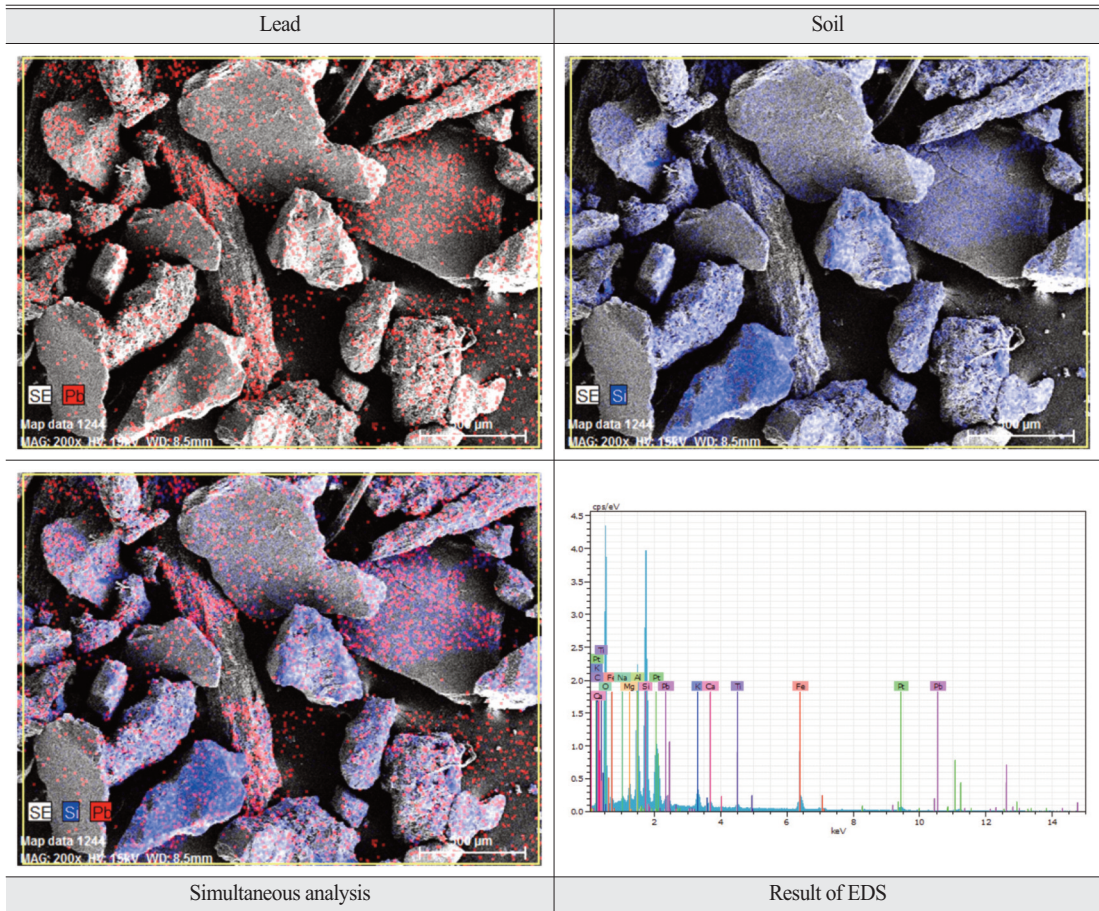 Lead
Soil
SE Pb
Map data 1244
MAG: 200x HV: 15kV WD: 8.5mm
SE Si
Map data 1244
MAG: 200x HV: 15kV WD: 8.5mm
SE Si Pb
Map data 1244
MAG: 200x HV: 15kV WD: 8.5mm
cps/eV
4.5
4.0
3.5
3.0
2.5
Ti
Pt
2.0
K
C
Fe Na Al Pt
Ca O Mg Si Pb K Ca Ti Fe Pt Pb
1.5
1.0
0.5
0.0
2 4 6 8 10 12 14
keV
Simultaneous analysis
Result of EDS